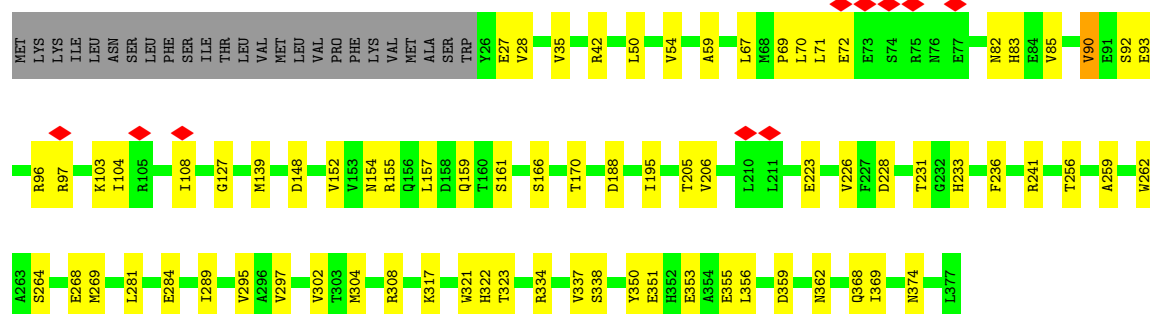 MET LYS LYS ILE LEU ASN SER LEU PHE SER ILE THR LEU VAL MET LEU VAL PRO PHE LYS VAL MET ALA SER TRP Y26 E27 V28 V35 R42 L50 V54 A59 L67 M68 P69 L70 L71 E72 E73 S74 R75 N76 E77 N82 H83 E84 V85 V90 E91 S92 E93
R96 R97 K103 I104 R105 I108 G127 M139 D148 V152 V153 N154 R155 Q156 L157 D158 Q159 T160 S161 S166 T170 D188 I195 T205 V206 L210 L211 E223 V226 F227 D228 T231 G232 H233 F236 R241 T256 A259 W262
A263 S264 E268 M269 L281 E284 I289 V295 A296 V297 V302 T303 M304 R308 K317 W321 H322 T323 R334 V337 S338 Y350 E351 H352 E353 A354 E355 L356 D359 N362 Q368 I369 N374 L377